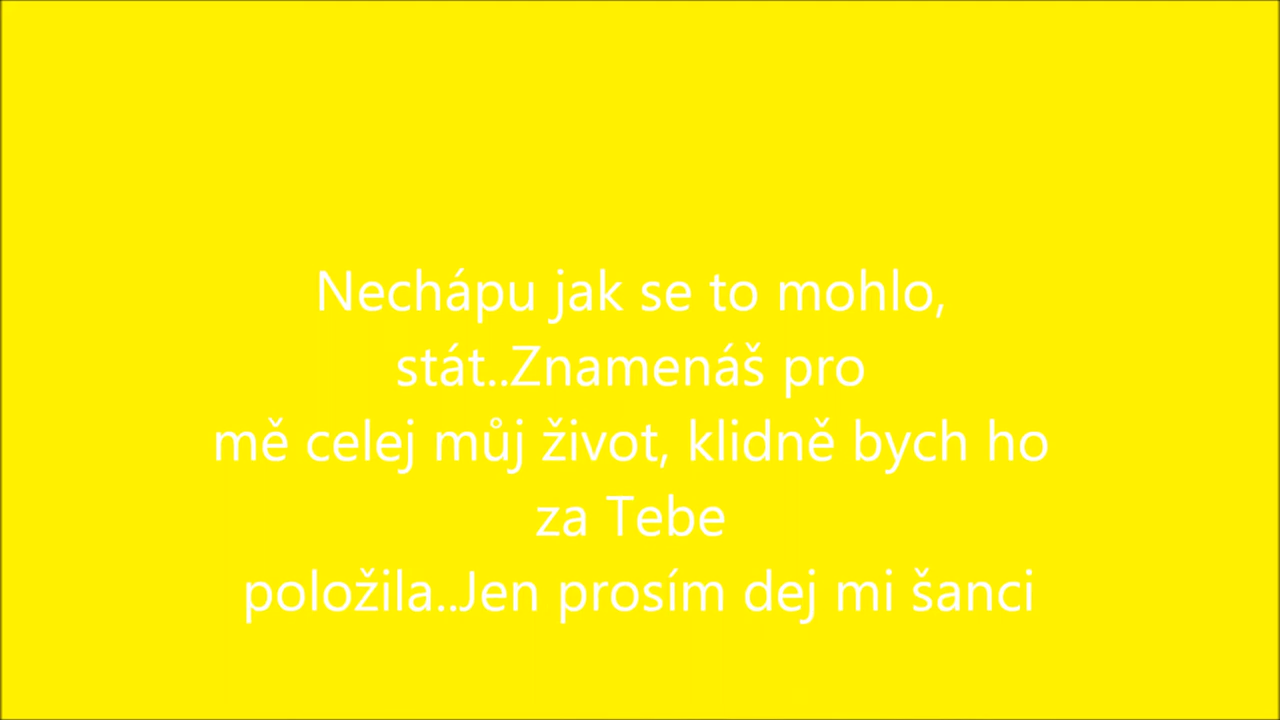 Nechápu jak se to mohlo,
stát..Znamenáš pro
mě celej můj život, klidně bych ho
za Tebe
položila..Jen prosím dej mi šanci